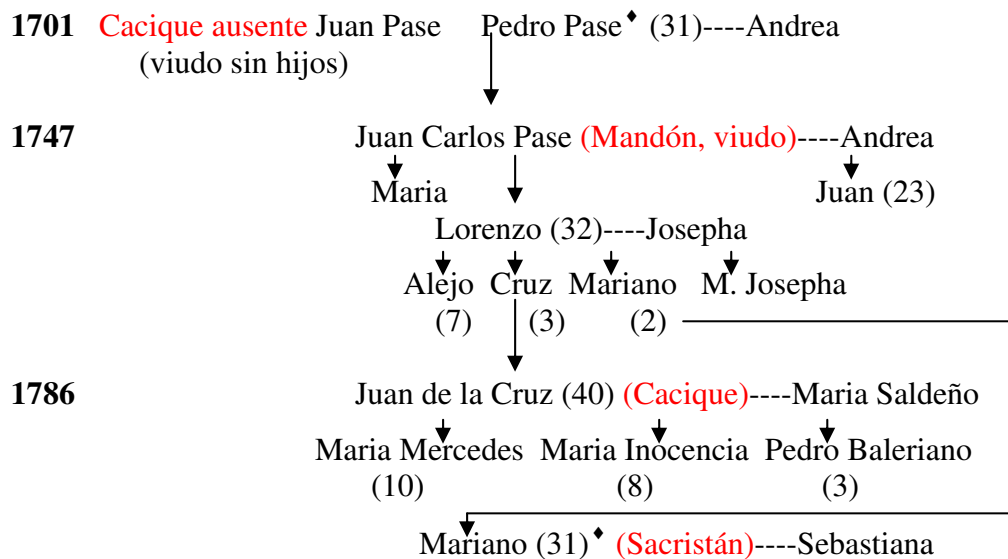 1701 Cacique ausente Juan Pase Pedro Pase♦ (31)----Andrea
(viudo sin hijos)
1747 Juan Carlos Pase (Mandón, viudo)----Andrea
Maria Juan (23)
Lorenzo (32)----Josepha
Alejo Cruz Mariano M. Josepha
(7) (3) (2)
1786 Juan de la Cruz (40) (Cacique)----Maria Saldeño
Maria Mercedes Maria Inocencia Pedro Baleriano
(10) (8) (3)
Mariano (31)♦ (Sacristán)----Sebastiana